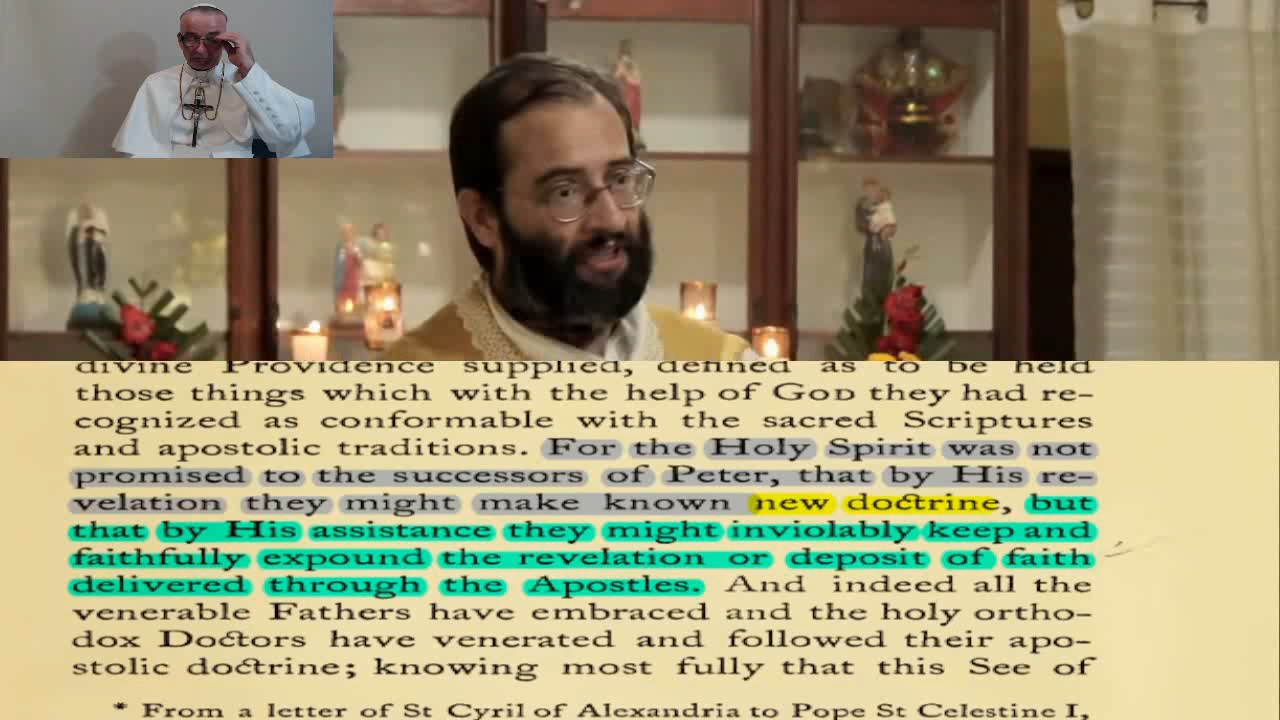 divine Providence supplied, defined as to be held
those things which with the help of God they had re-
cognized as conformable with the sacred Scriptures
and apostolic traditions. For the Holy Spirit was not
promised to the successors of Peter, that by His re-
velation they might make known new doctrine, but
that by His assistance they might inviolably keep and
faithfully expound the revelation or deposit of faith
delivered through the Apostles. And indeed all the
venerable Fathers have embraced and the holy ortho-
dox Doctors have venerated and followed their apo-
stolic doctrine; knowing most fully that this See of
* From a letter of St Cyril of Alexandria to Pope St Celestine I,